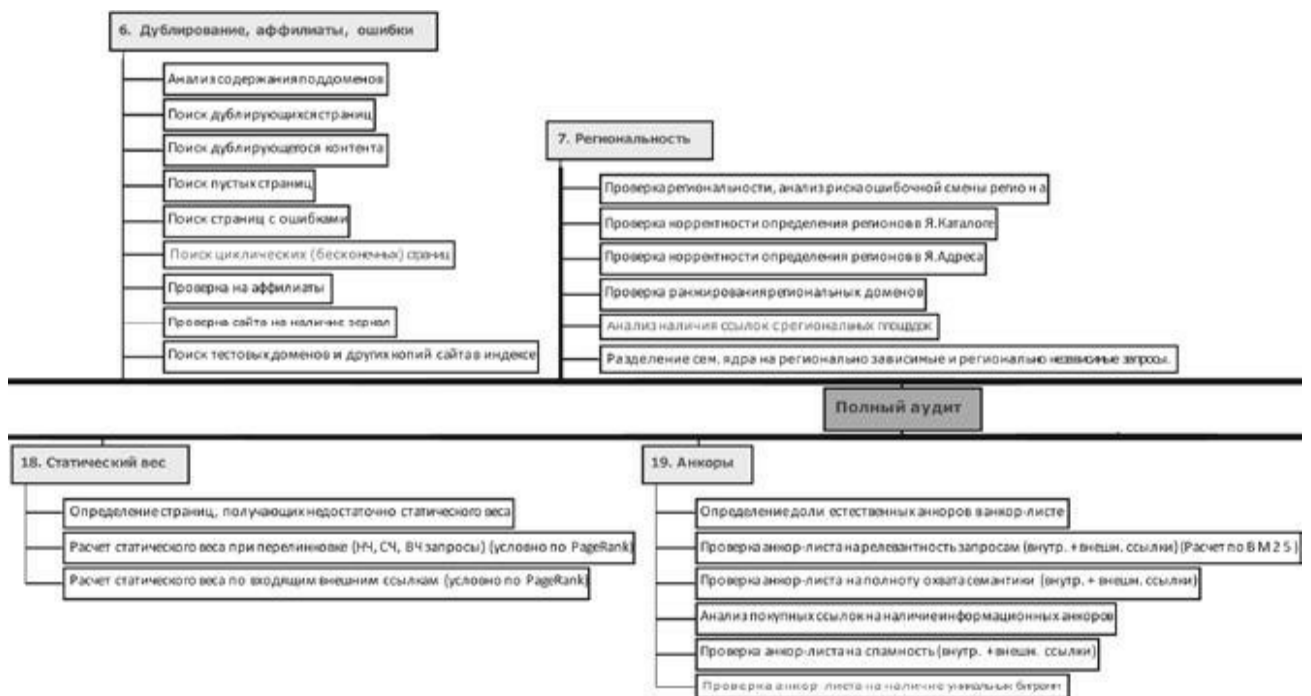 6. Дублирование, аффилиаты, ошибки
Анализ содержания поддоменов
Поиск дублирующихся страниц
Поиск дублирующегося контента
Поиск пустых страниц
Поиск страниц с ошибками
Поиск циклических (бесконечных) страниц
Проверка на аффилиаты
Проверка сайта на наличие зеркал
Поиск тестовых доменов и других копий сайта в индексе
7. Региональность
Проверка региональности, анализ риска ошибочной смены региона
Проверка корректности определения регионов в Я.Каталоге
Проверка корректности определения регионов в Я.Адреса
Проверка ранжирования региональных доменов
Анализ наличия ссылок с региональных площадок
Разделение сем. ядра на регионально зависимые и регионально независимые запросы.
Полный аудит
18. Статический вес
Определение страниц, получающих недостаточно статического веса
Расчет статического веса при перелинковке (НЧ, СЧ, ВЧ запросы) (условно по PageRank)
Расчет статического веса по входящим внешним ссылкам (условно по PageRank)
19. Анкоры
Определение доли естественных анкоров в анкор-листе
Проверка анкор-листа на релевантность запросам (внутр. + внешн. ссылки) (Расчет по BM25)
Проверка анкор-листа на полноту охвата семантики (внутр. + внешн. ссылки)
Анализ покупных ссылок на наличие информационных анкоров
Проверка анкор-листа на спамность (внутр. + внешн. ссылки)
Проверка анкор-листа на наличие уникальных биграмм